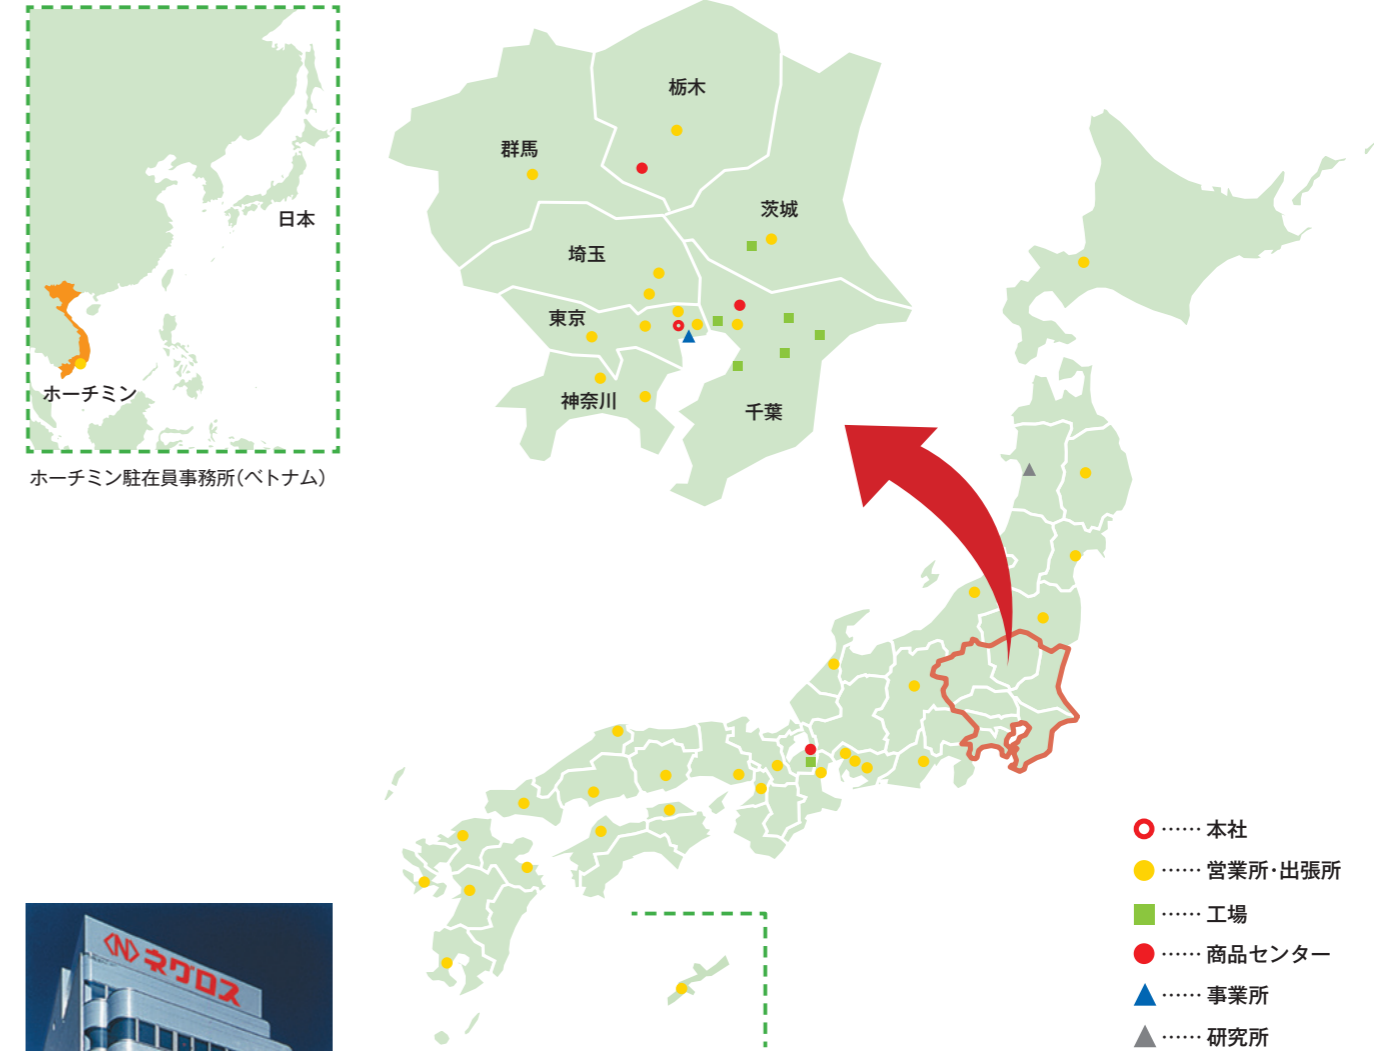 日本
ホーチミン
ホーチミン駐在員事務所(ベトナム)
栃木
群馬
茨城
埼玉
東京
神奈川
千葉
……本社
……営業所・出張所
……工場
……商品センター
……事業所
……研究所
〈N〉ネグロス